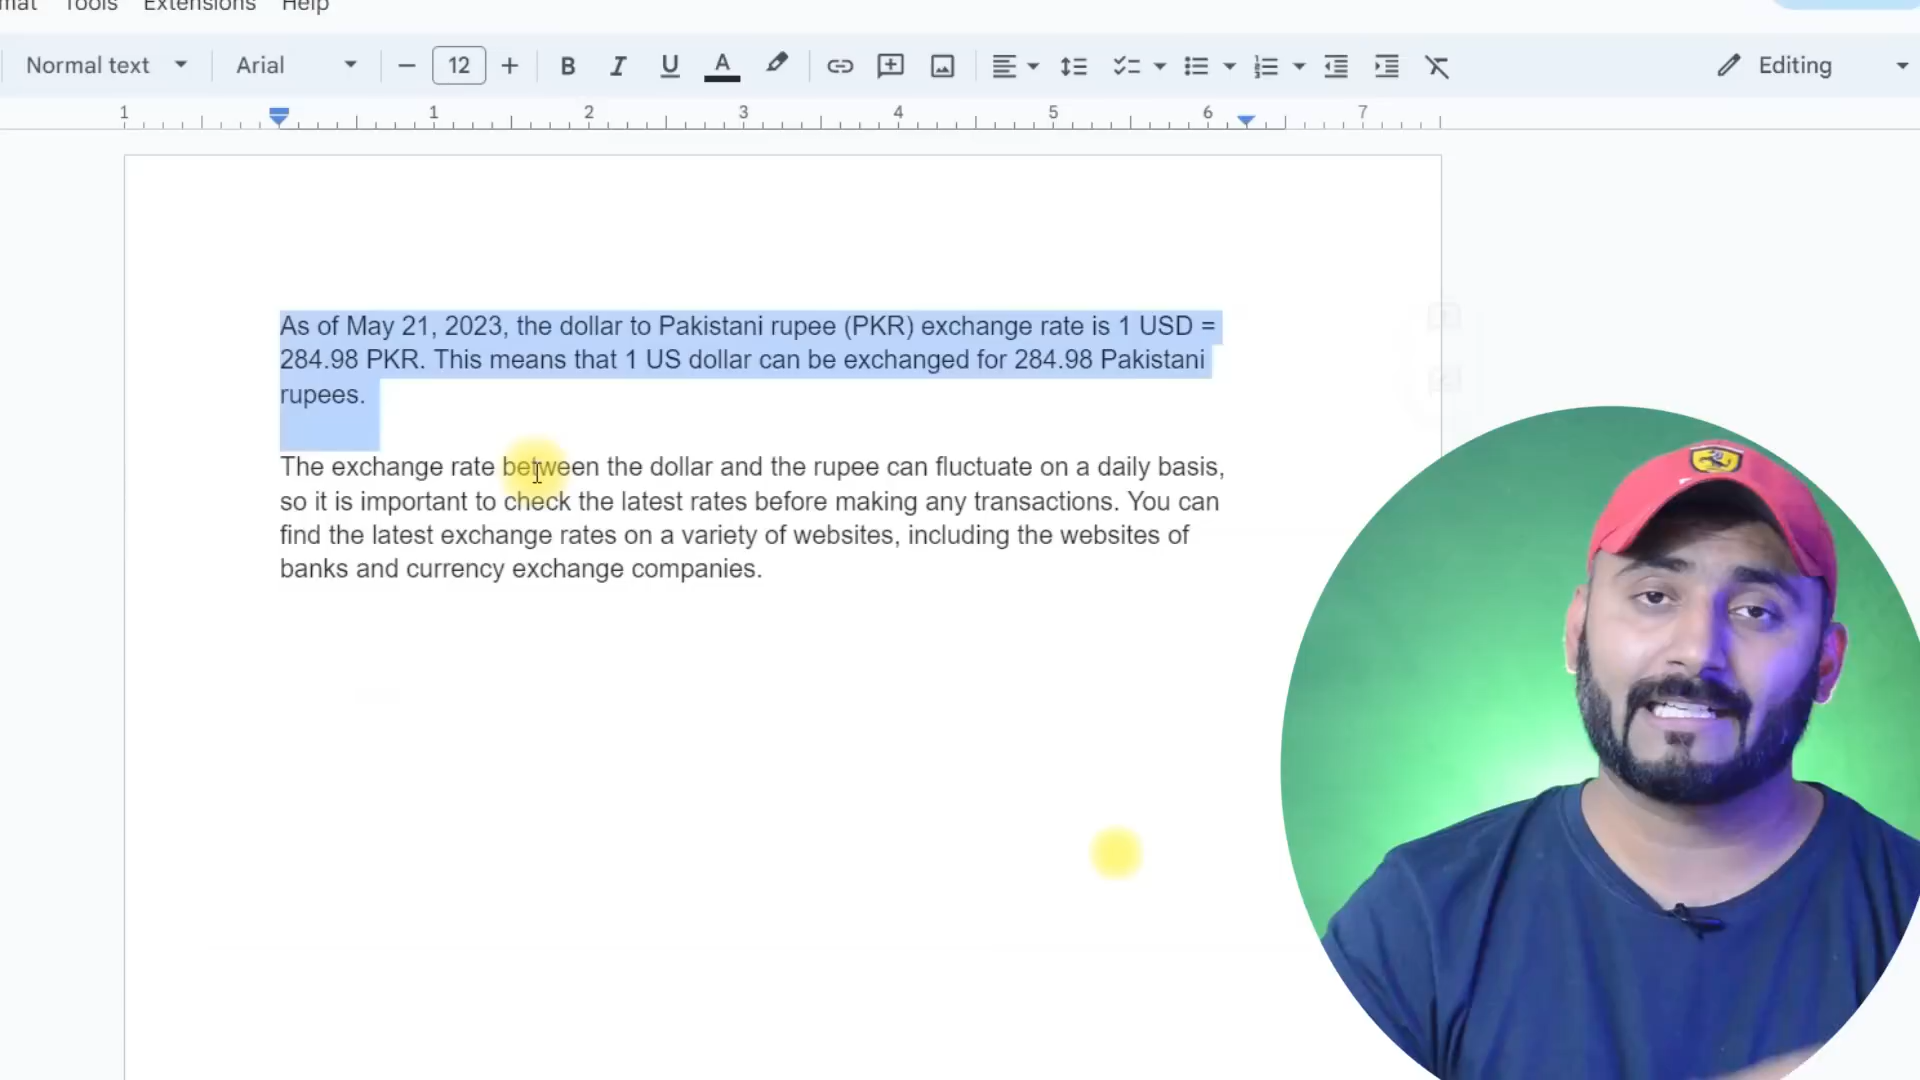 mat Tools Extensions Help
Normal text Arial 12 B I U A Editing
1 1 2 3 4 5 6 7
As of May 21, 2023, the dollar to Pakistani rupee (PKR) exchange rate is 1 USD =
284.98 PKR. This means that 1 US dollar can be exchanged for 284.98 Pakistani
rupees.
The exchange rate between the dollar and the rupee can fluctuate on a daily basis,
so it is important to check the latest rates before making any transactions. You can
find the latest exchange rates on a variety of websites, including the websites of
banks and currency exchange companies.